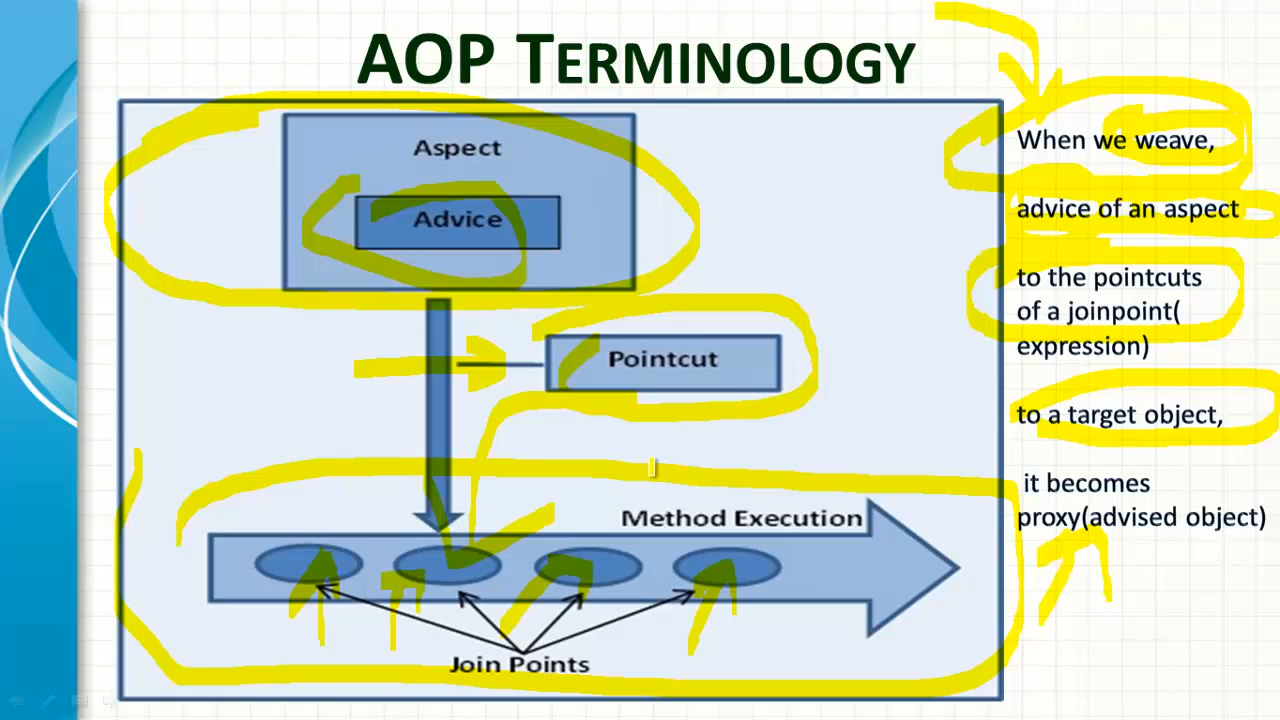 AOP TERMINOLOGY
Aspect
Advice
Pointcut
Method Execution
Join Points
When we weave,
advice of an aspect
to the pointcuts
of a joinpoint(
expression)
to a target object,
it becomes
proxy(advised object)